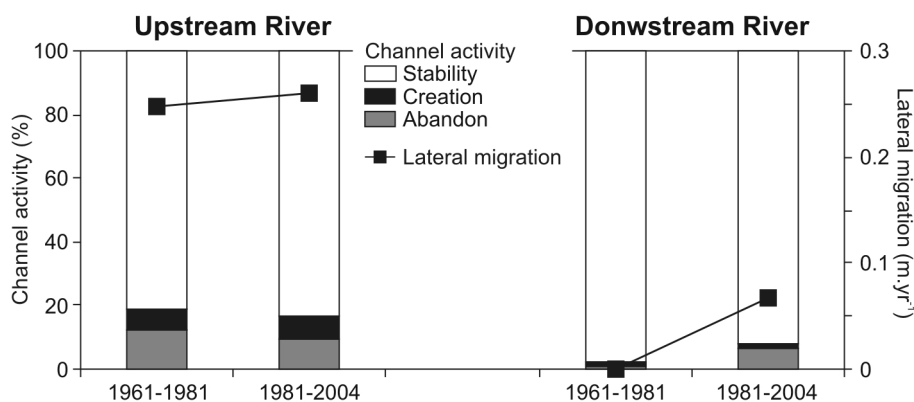 Upstream River
Donwstream River
Channel activity (%)
100
80
60
40
20
0
Channel activity
Stability
Creation
Abandon
Lateral migration
0.3
0.2
0.1
0
Lateral migration (m.yr⁻¹)
1961-1981
1981-2004
1961-1981
1981-2004